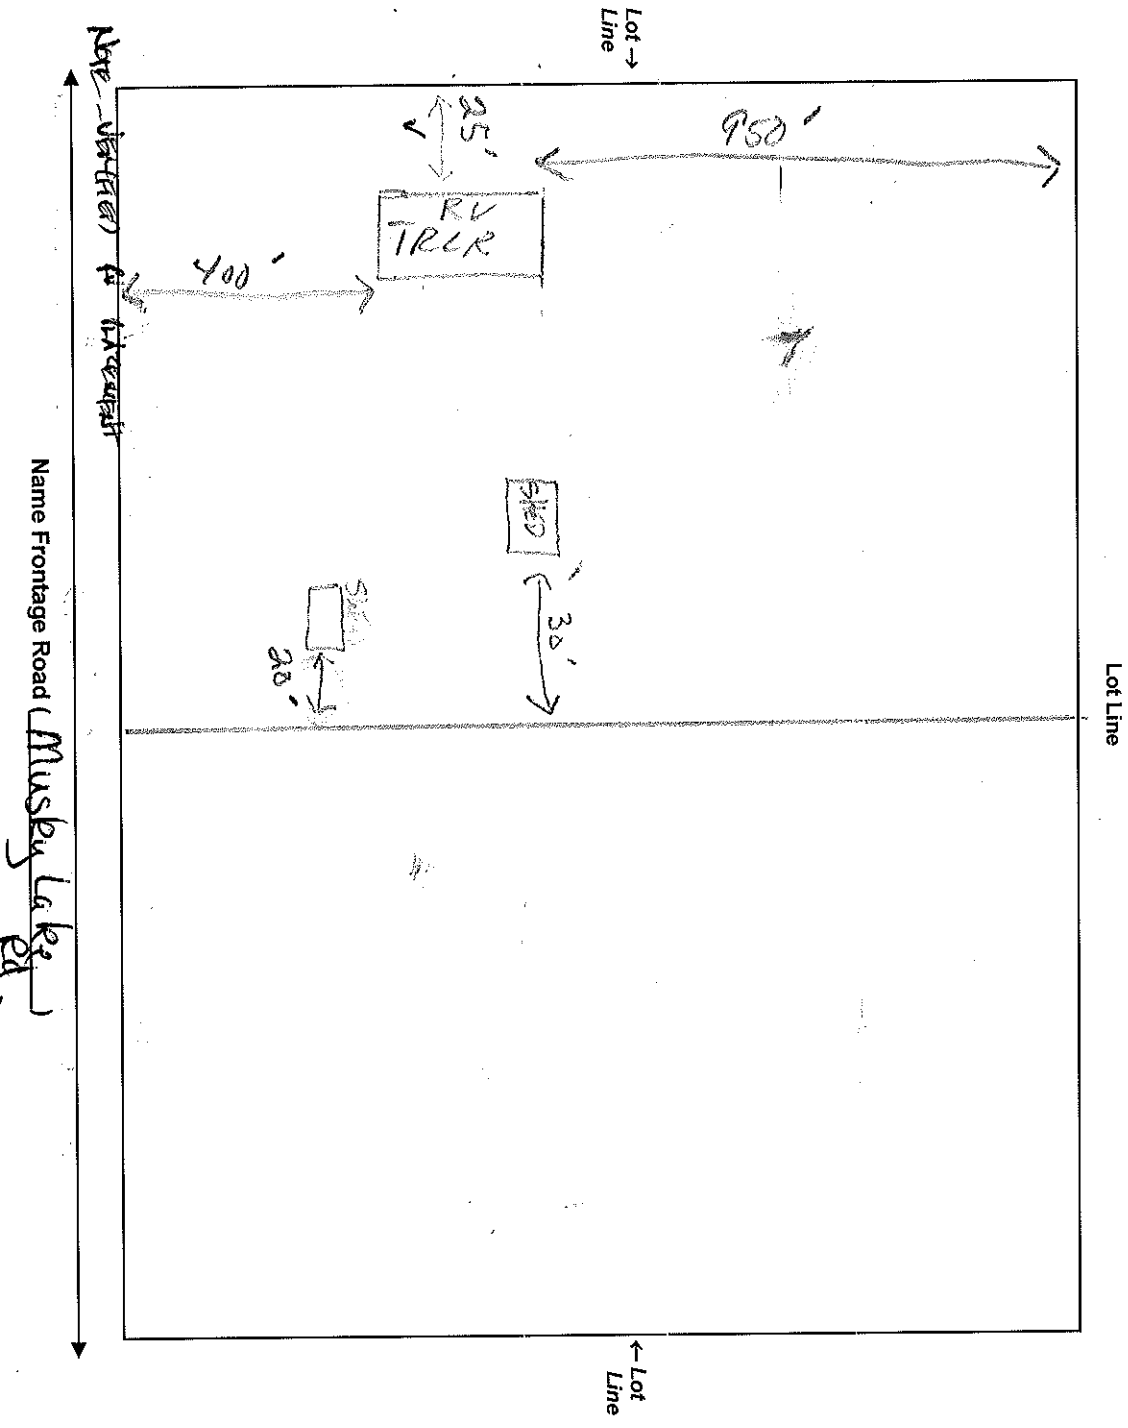 Lot Line
Lot →
Line
← Lot
Line
950'
25'
RV
TRLR
400'
SHED
30'
20'
Name Frontage Road (Musky Lake)
Rd.